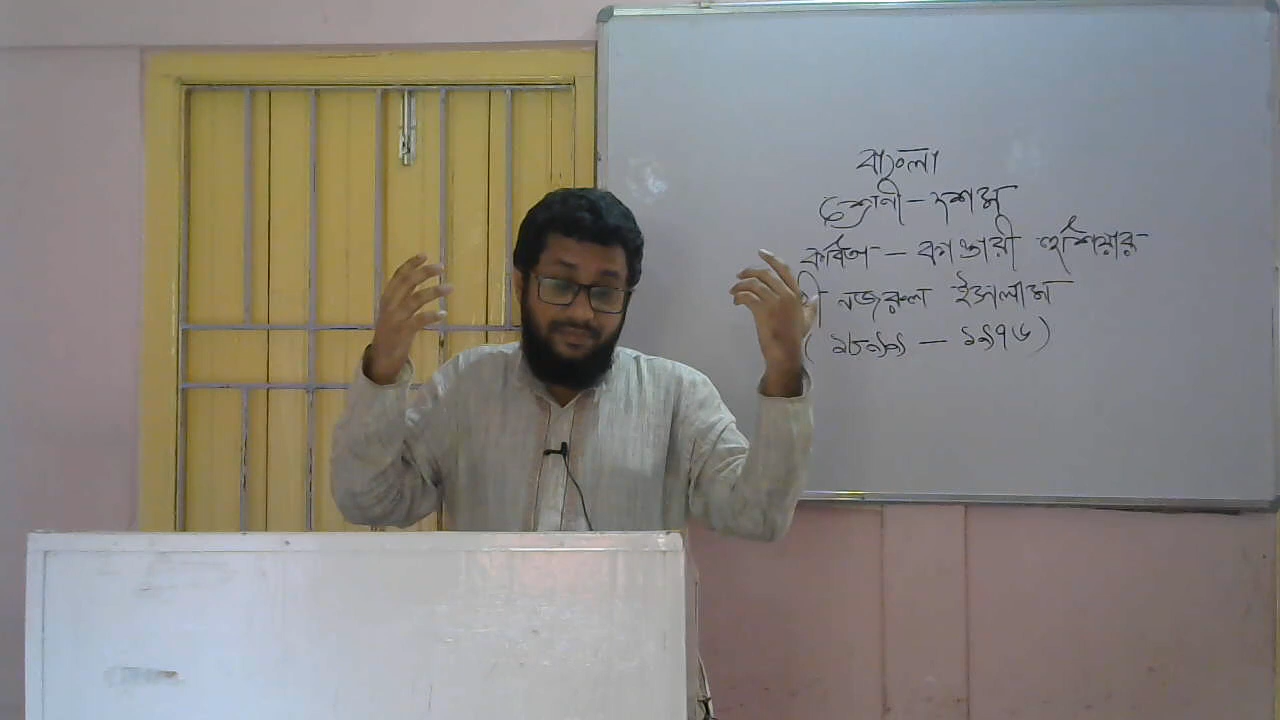 বাংলা
শ্রেণী - দশম
কবিতা - কাণ্ডারী হুঁশিয়ার
নজরুল ইসলাম
(১৮৯৯ - ১৯৭৬)